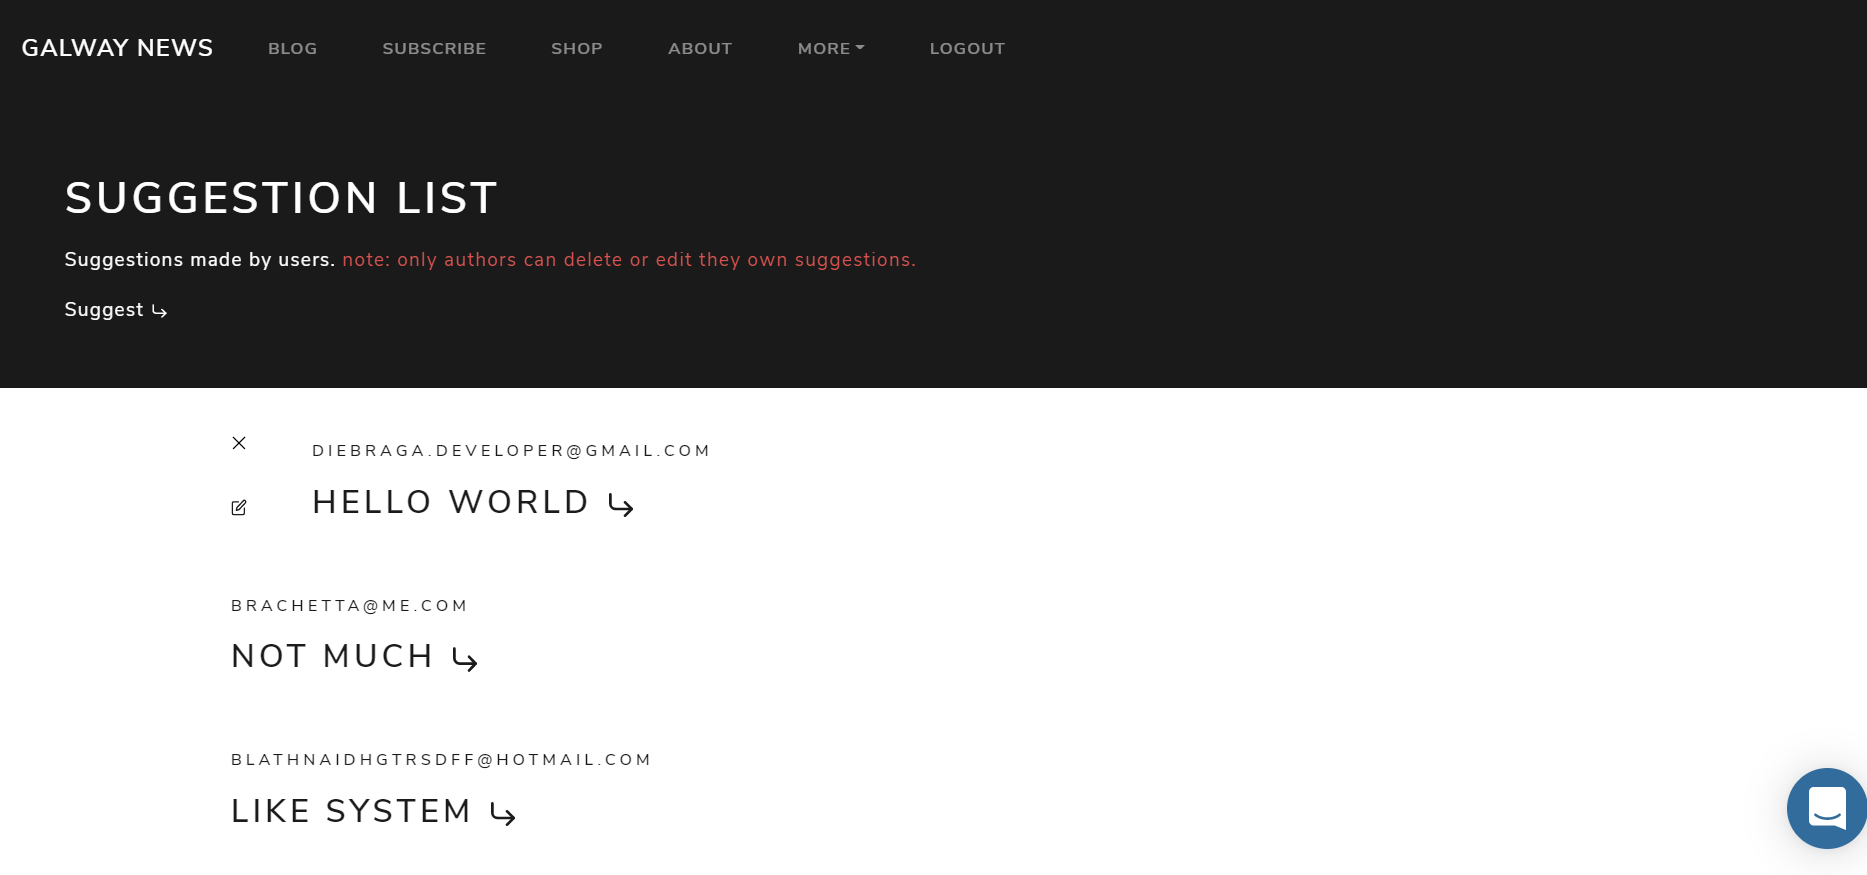 GALWAY NEWS BLOG SUBSCRIBE SHOP ABOUT MORE LOGOUT
SUGGESTION LIST
Suggestions made by users. note: only authors can delete or edit they own suggestions.
Suggest
DIEBRAGA.DEVELOPER@GMAIL.COM
HELLO WORLD
BRACHETTA@ME.COM
NOT MUCH
BLATHNAIDHGTRSDFF@HOTMAIL.COM
LIKE SYSTEM